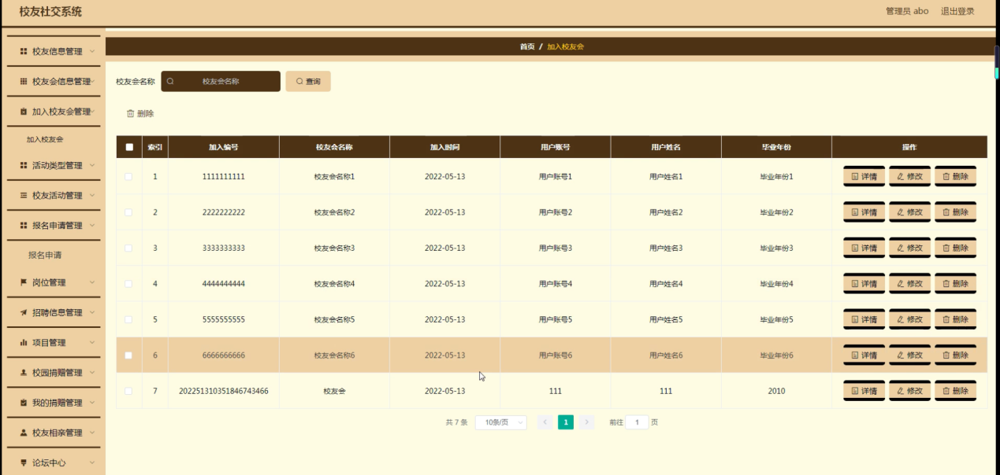 校友社交系统
管理员 abo 退出登录
校友信息管理
校友会信息管理
加入校友会管理
加入校友会
活动类型管理
校友活动管理
报名申请管理
报名申请
岗位管理
招聘信息管理
项目管理
校园捐赠管理
我的捐赠管理
校友相亲管理
论坛中心
首页 / 加入校友会
校友会名称 校友会名称 查询
删除
索引 加入编号 校友会名称 加入时间 用户账号 用户姓名 毕业年份 操作
1 1111111111 校友会名称1 2022-05-13 用户账号1 用户姓名1 毕业年份1 详情 修改 删除
2 2222222222 校友会名称2 2022-05-13 用户账号2 用户姓名2 毕业年份2 详情 修改 删除
3 3333333333 校友会名称3 2022-05-13 用户账号3 用户姓名3 毕业年份3 详情 修改 删除
4 4444444444 校友会名称4 2022-05-13 用户账号4 用户姓名4 毕业年份4 详情 修改 删除
5 5555555555 校友会名称5 2022-05-13 用户账号5 用户姓名5 毕业年份5 详情 修改 删除
6 6666666666 校友会名称6 2022-05-13 用户账号6 用户姓名6 毕业年份6 详情 修改 删除
7 202251310351846743466 校友会 2022-05-13 111 111 2010 详情 修改 删除
共 7 条 10条/页 1 前往 1 页